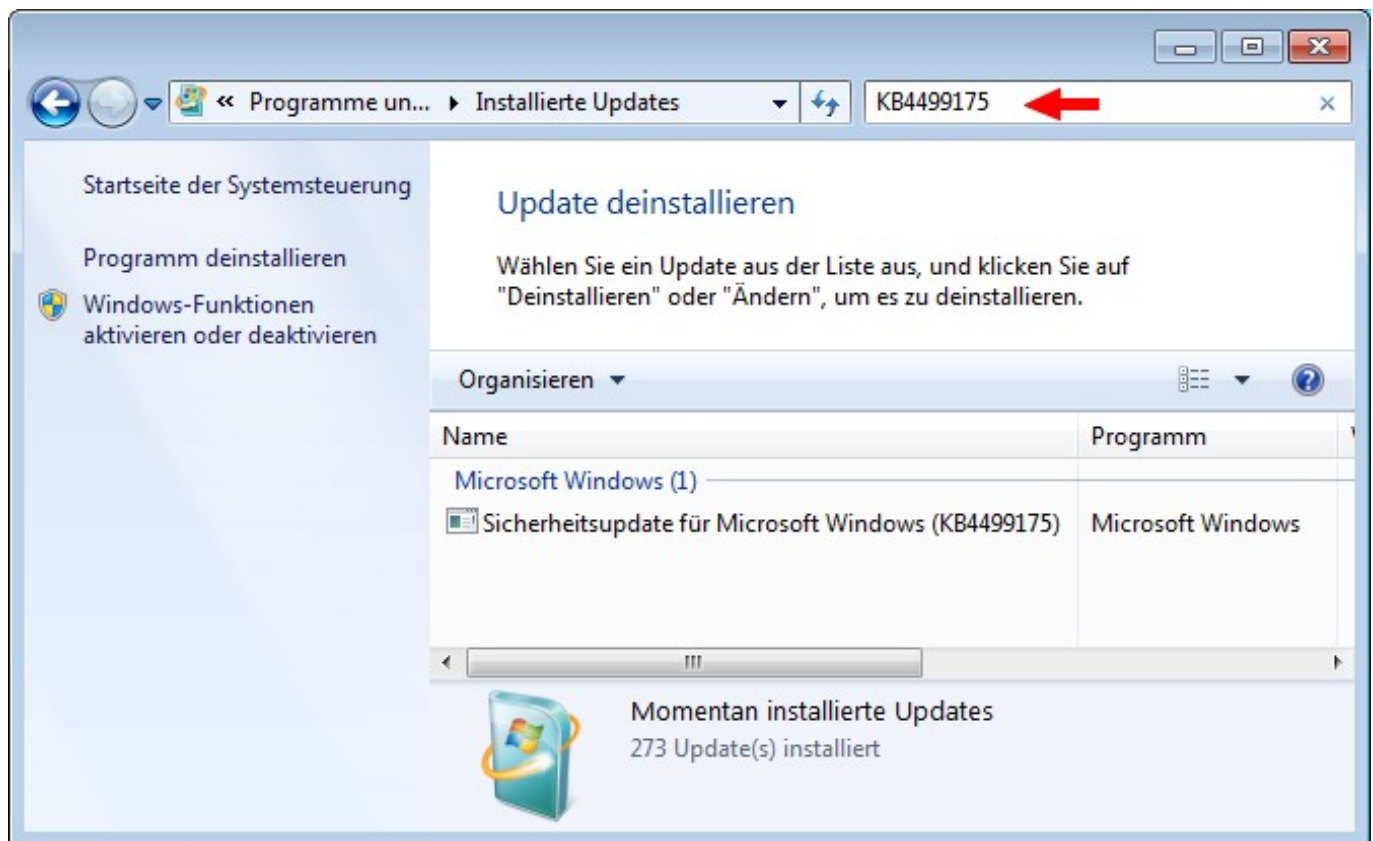 « Programme un... Installierte Updates KB4499175
Startseite der Systemsteuerung
Programm deinstallieren
Windows-Funktionen
aktivieren oder deaktivieren
Update deinstallieren
Wählen Sie ein Update aus der Liste aus, und klicken Sie auf
"Deinstallieren" oder "Ändern", um es zu deinstallieren.
Organisieren
Name Programm
Microsoft Windows (1)
Sicherheitsupdate für Microsoft Windows (KB4499175) Microsoft Windows
Momentan installierte Updates
273 Update(s) installiert